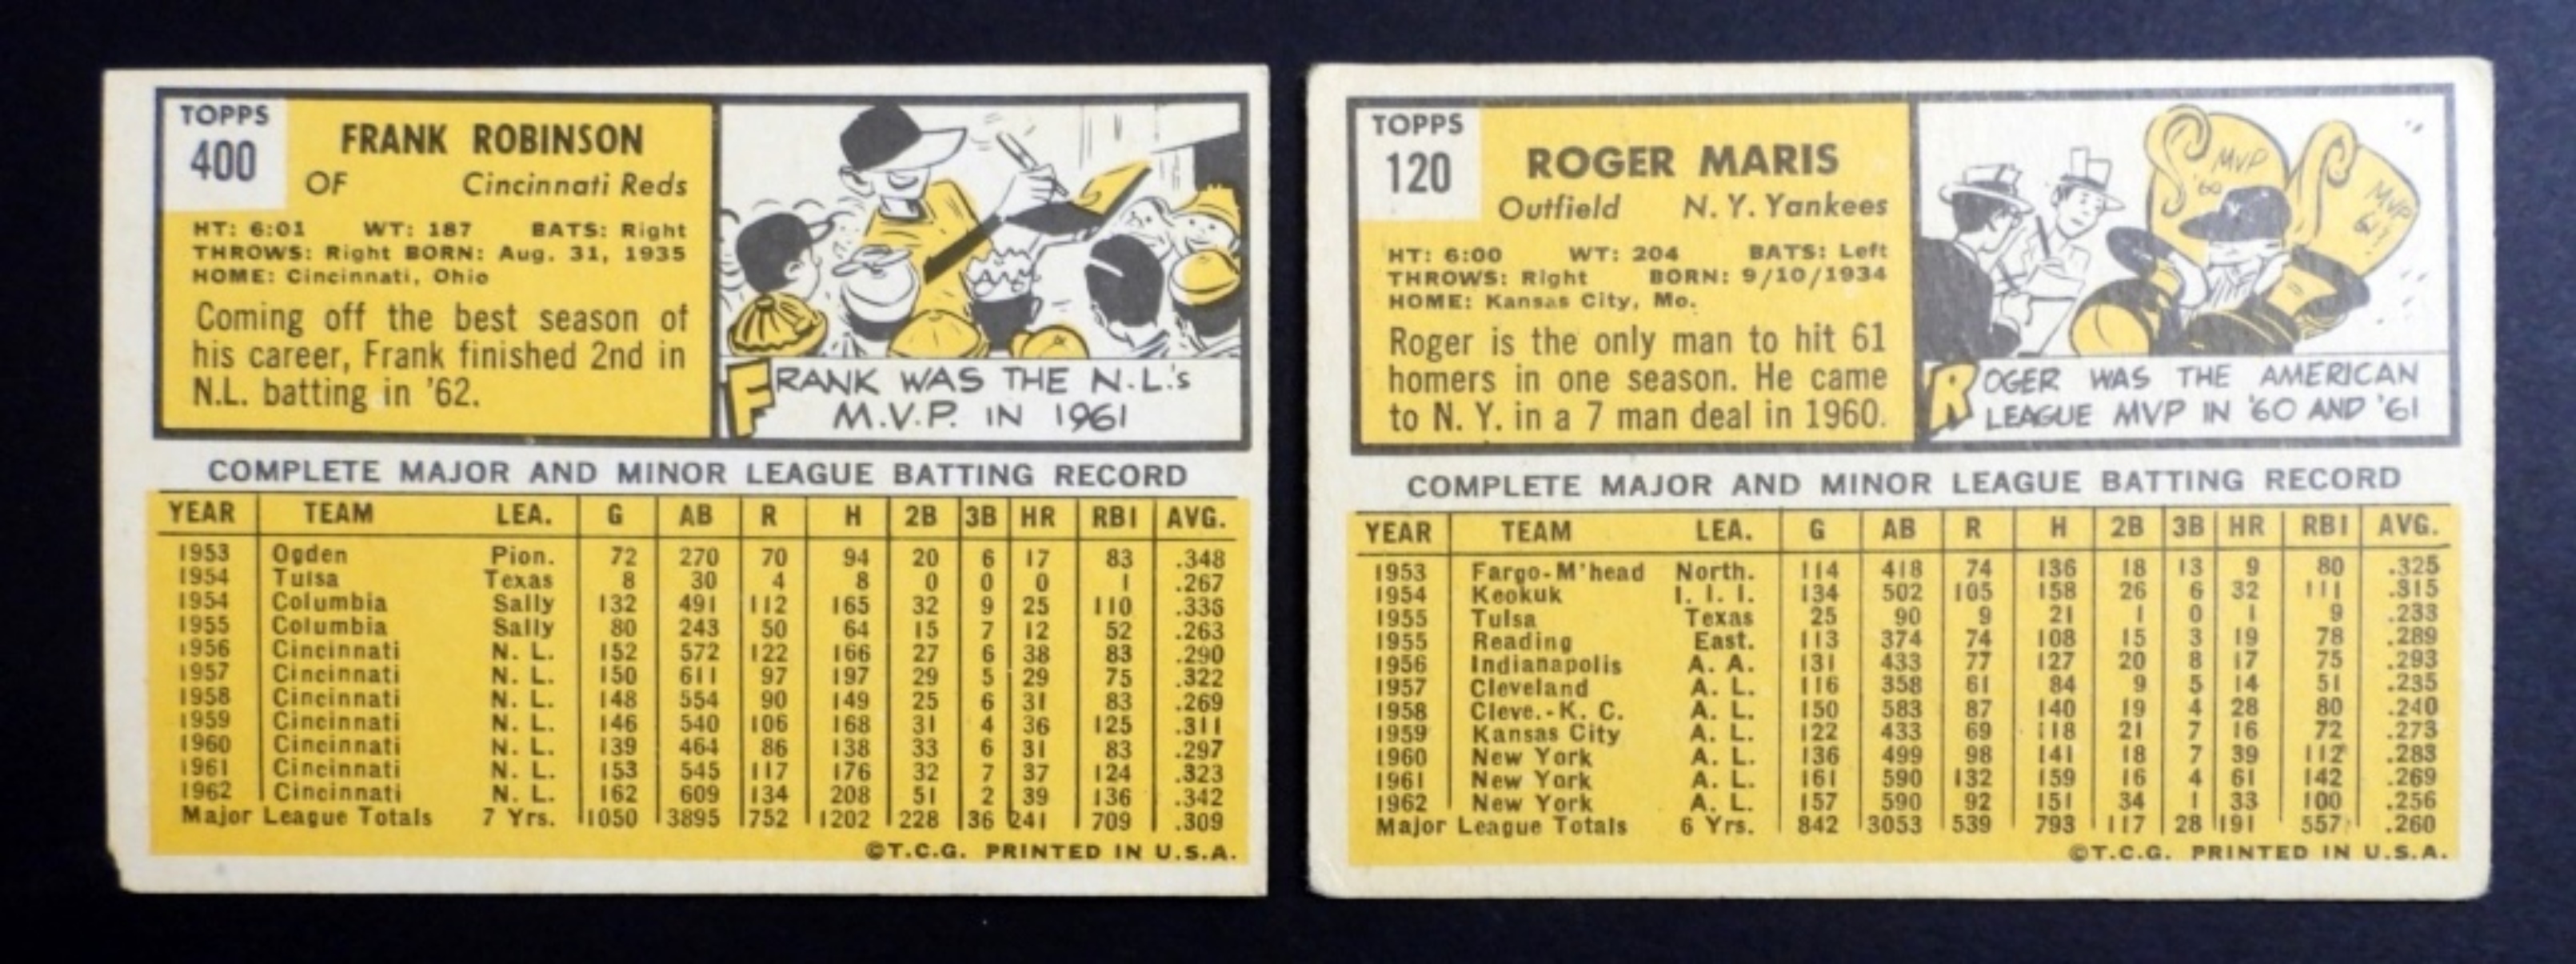 TOPPS
400
FRANK ROBINSON
OF Cincinnati Reds
HT: 6:01 WT: 187 BATS: Right
THROWS: Right BORN: Aug. 31, 1935
HOME: Cincinnati, Ohio
Coming off the best season of
his career, Frank finished 2nd in
N.L. batting in '62.
FRANK WAS THE N.L.'s
M.V.P. IN 1961
COMPLETE MAJOR AND MINOR LEAGUE BATTING RECORD
YEAR TEAM LEA. G AB R H 2B 3B HR RBI AVG.
1953 Ogden Pion. 72 270 70 94 20 6 17 83 .348
1954 Tulsa Texas 8 30 4 8 0 0 0 1 .267
1954 Columbia Sally 132 491 112 165 32 9 25 110 .336
1955 Columbia Sally 80 243 50 64 15 7 12 52 .263
1956 Cincinnati N. L. 152 572 122 166 27 6 38 83 .290
1957 Cincinnati N. L. 150 611 97 197 29 5 29 75 .322
1958 Cincinnati N. L. 148 554 90 149 25 6 31 83 .269
1959 Cincinnati N. L. 146 540 106 168 31 4 36 125 .311
1960 Cincinnati N. L. 139 464 86 138 33 6 31 83 .297
1961 Cincinnati N. L. 153 545 117 176 32 7 37 124 .323
1962 Cincinnati N. L. 162 609 134 208 51 2 39 136 .342
Major League Totals 7 Yrs. 1050 3895 752 1202 228 36 241 709 .309
©T.C.G. PRINTED IN U.S.A.
TOPPS
120
ROGER MARIS
Outfield N. Y. Yankees
HT: 6:00 WT: 204 BATS: Left
THROWS: Right BORN: 9/10/1934
HOME: Kansas City, Mo.
Roger is the only man to hit 61
homers in one season. He came
to N. Y. in a 7 man deal in 1960.
MVP
'60
MVP
61
ROGER WAS THE AMERICAN
LEAGUE MVP IN '60 AND '61
COMPLETE MAJOR AND MINOR LEAGUE BATTING RECORD
YEAR TEAM LEA. G AB R H 2B 3B HR RBI AVG.
1953 Fargo-M'head North. 114 418 74 136 18 13 9 80 .325
1954 Keokuk I. I. I. 134 502 105 158 26 6 32 111 .315
1955 Tulsa Texas 25 90 9 21 1 0 1 9 .233
1955 Reading East. 113 374 74 108 15 3 19 78 .289
1956 Indianapolis A. A. 131 433 77 127 20 8 17 75 .293
1957 Cleveland A. L. 116 358 61 84 9 5 14 51 .235
1958 Cleve.-K. C. A. L. 150 583 87 140 19 4 28 80 .240
1959 Kansas City A. L. 122 433 69 118 21 7 16 72 .273
1960 New York A. L. 136 499 98 141 18 7 39 112 .283
1961 New York A. L. 161 590 132 159 16 4 61 142 .269
1962 New York A. L. 157 590 92 151 34 1 33 100 .256
Major League Totals 6 Yrs. 842 3053 539 793 117 28 191 557 .260
©T.C.G. PRINTED IN U.S.A.